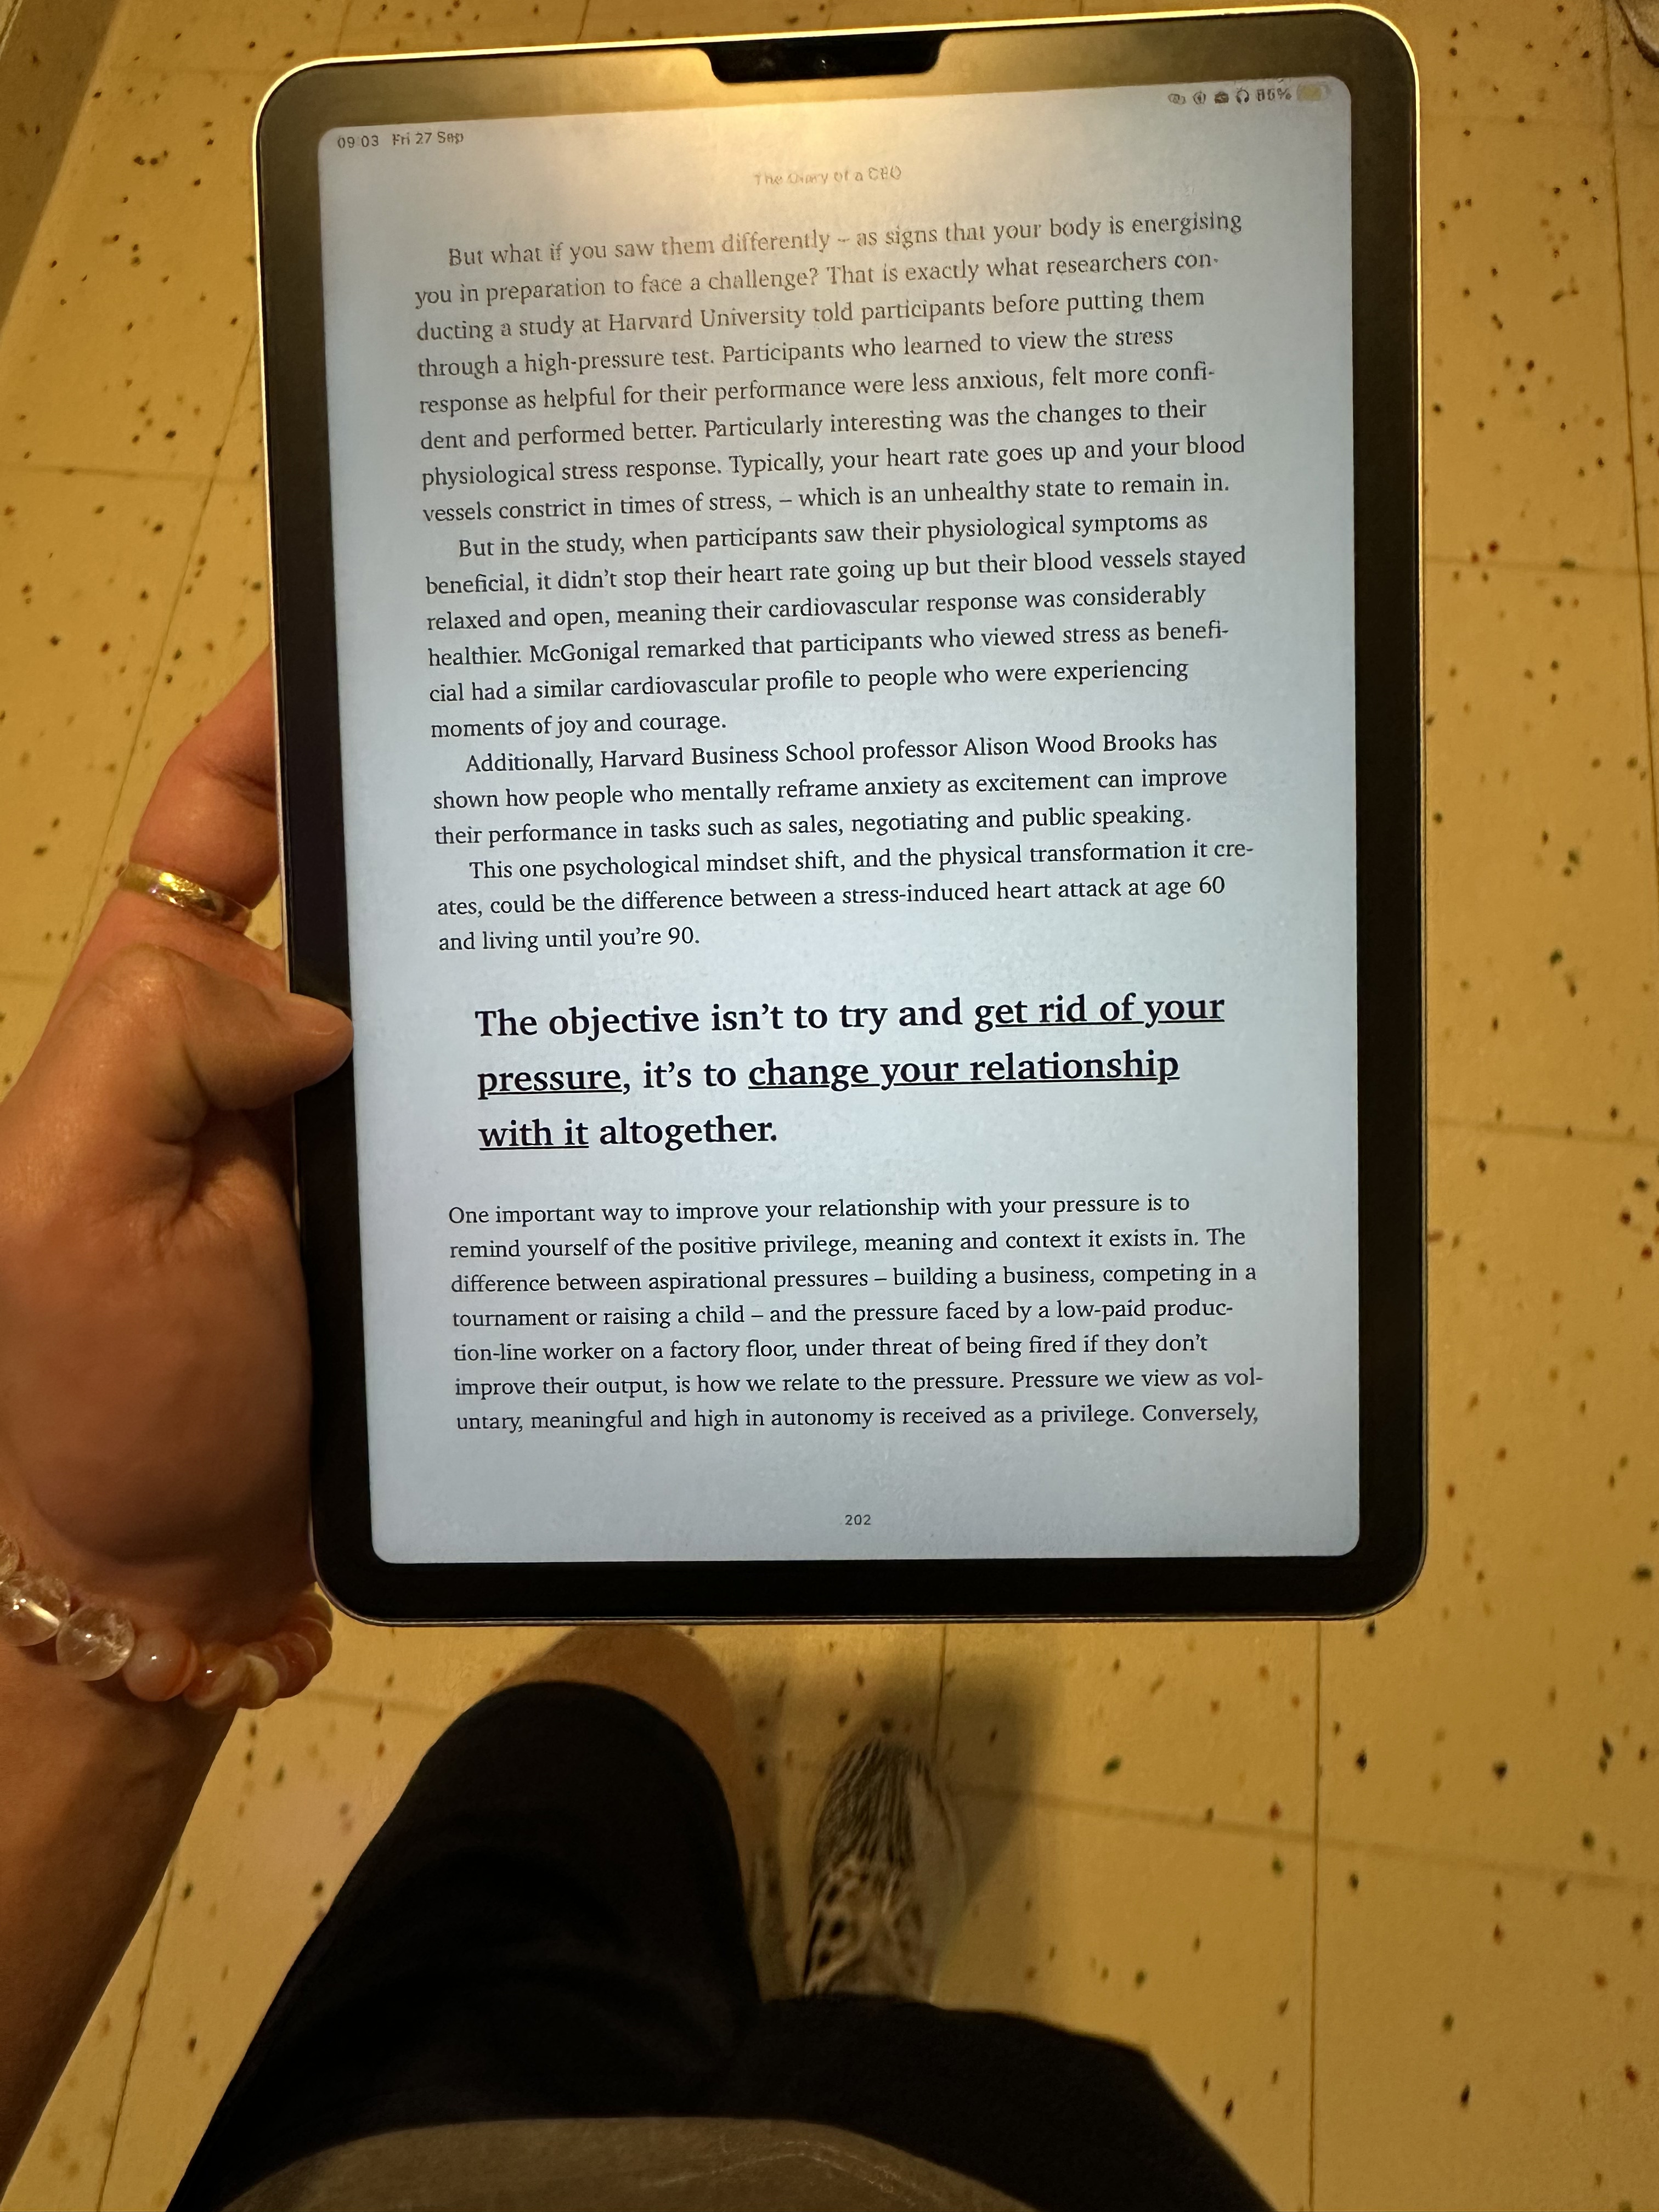 09:03 Fri 27 Sep
86%
The Diary of a CEO
But what if you saw them differently – as signs that your body is energising
you in preparation to face a challenge? That is exactly what researchers con-
ducting a study at Harvard University told participants before putting them
through a high-pressure test. Participants who learned to view the stress
response as helpful for their performance were less anxious, felt more confi-
dent and performed better. Particularly interesting was the changes to their
physiological stress response. Typically, your heart rate goes up and your blood
vessels constrict in times of stress, – which is an unhealthy state to remain in.
But in the study, when participants saw their physiological symptoms as
beneficial, it didn’t stop their heart rate going up but their blood vessels stayed
relaxed and open, meaning their cardiovascular response was considerably
healthier. McGonigal remarked that participants who viewed stress as benefi-
cial had a similar cardiovascular profile to people who were experiencing
moments of joy and courage.
Additionally, Harvard Business School professor Alison Wood Brooks has
shown how people who mentally reframe anxiety as excitement can improve
their performance in tasks such as sales, negotiating and public speaking.
This one psychological mindset shift, and the physical transformation it cre-
ates, could be the difference between a stress-induced heart attack at age 60
and living until you’re 90.
The objective isn’t to try and get rid of your
pressure, it’s to change your relationship
with it altogether.
One important way to improve your relationship with your pressure is to
remind yourself of the positive privilege, meaning and context it exists in. The
difference between aspirational pressures – building a business, competing in a
tournament or raising a child – and the pressure faced by a low-paid produc-
tion-line worker on a factory floor, under threat of being fired if they don’t
improve their output, is how we relate to the pressure. Pressure we view as vol-
untary, meaningful and high in autonomy is received as a privilege. Conversely,
202